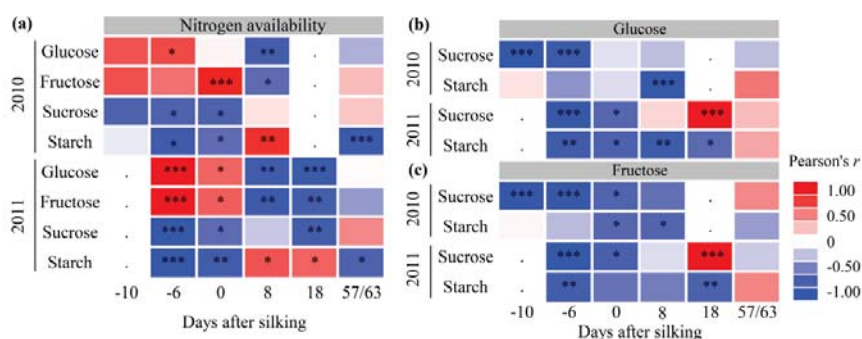 (a) Nitrogen availability
2010
Glucose * ** .
Fructose *** * .
Sucrose * * .
Starch * * ** . ***
2011
Glucose . *** * ** ***
Fructose . *** * ** **
Sucrose . *** * **
Starch . *** ** * * *
-10 -6 0 8 18 57/63
Days after silking
(b) Glucose
2010
Sucrose *** *** .
Starch *** .
2011
Sucrose . *** * ***
Starch . ** * ** *
(c) Fructose
2010
Sucrose *** *** * .
Starch * * .
2011
Sucrose . *** * ***
Starch . ** **
-10 -6 0 8 18 57/63
Days after silking
Pearson's r
1.00
0.50
0
-0.50
-1.00